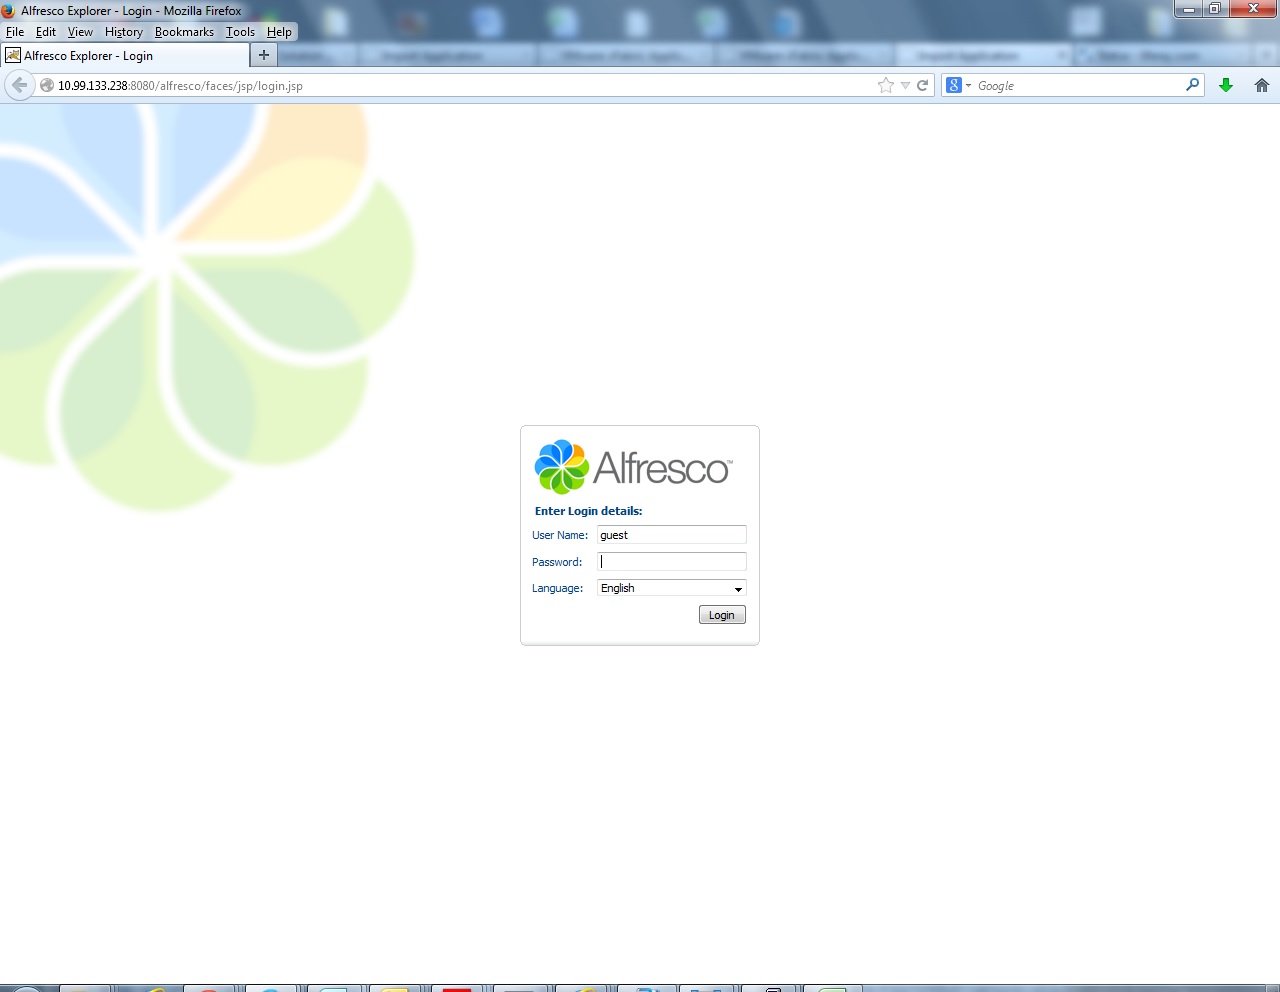 Alfresco Explorer - Login - Mozilla Firefox
File Edit View History Bookmarks Tools Help
Alfresco Explorer - Login
10.99.133.238:8080/alfresco/faces/jsp/login.jsp
Google
Alfresco™
Enter Login details:
User Name: guest
Password:
Language: English
Login